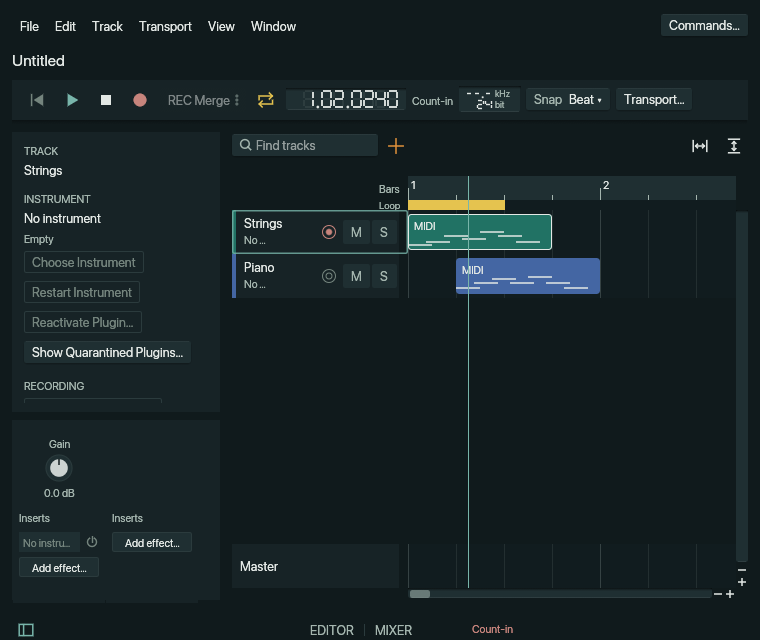 File Edit Track Transport View Window Commands...
Untitled
REC Merge 1.02.0240 Count-in --.- kHz 24 bit Snap Beat Transport...
TRACK
Strings
INSTRUMENT
No instrument
Empty
Choose Instrument
Restart Instrument
Reactivate Plugin...
Show Quarantined Plugins...
RECORDING
Gain
0.0 dB
Inserts Inserts
No instru... Add effect...
Add effect...
Find tracks
Bars 1 2
Loop
Strings M S MIDI
No ...
Piano M S MIDI
No ...
Master
EDITOR MIXER Count-in